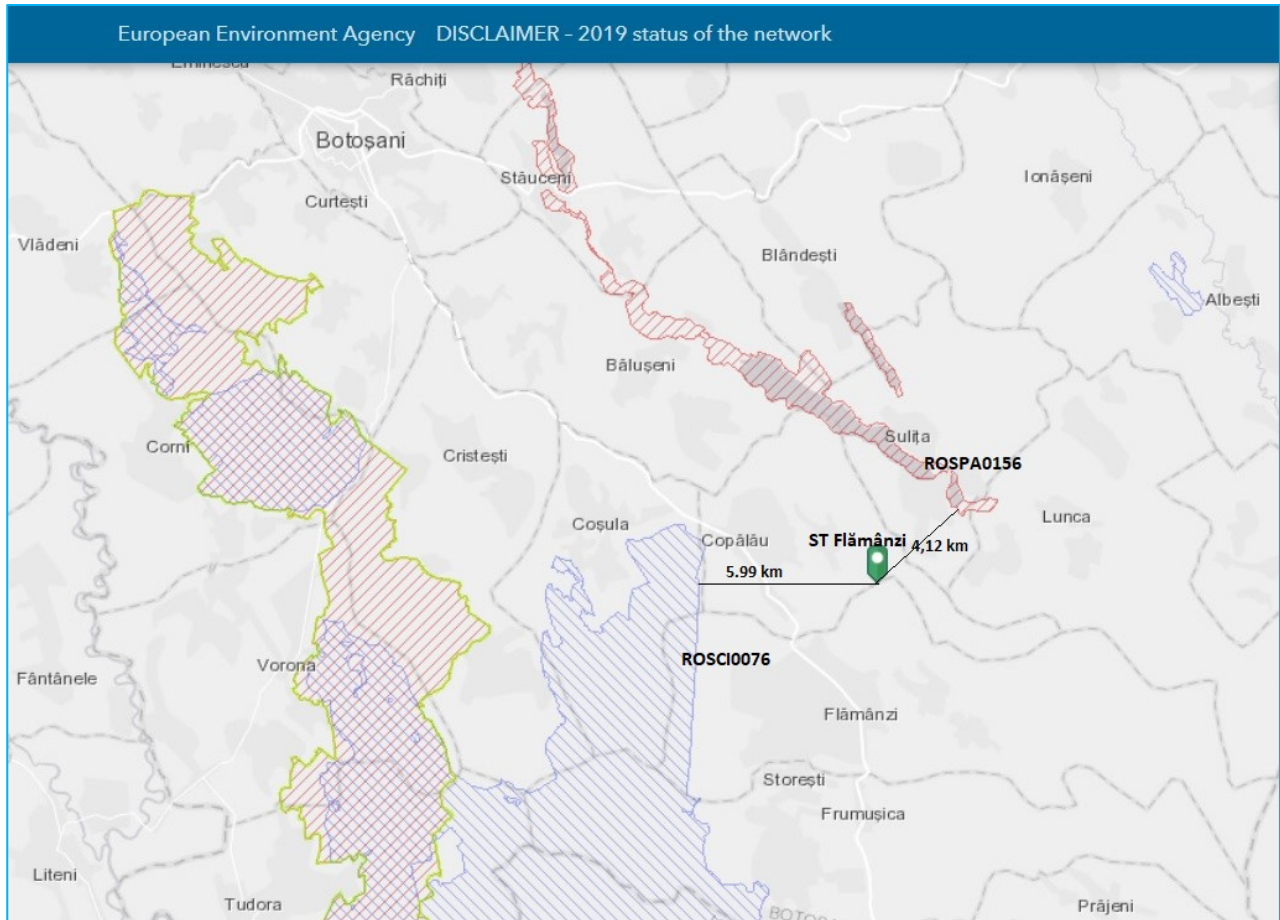 European Environment Agency DISCLAIMER – 2019 status of the network
Răchiți
Botoșani
Stăuceni
Ionășeni
Curtești
Vlădeni
Blândești
Albești
Bălușeni
Corni
Sulița
Cristești
ROSPA0156
Coșula
Lunca
Copălău
ST Flămânzi
4,12 km
5.99 km
Vorona
ROSCI0076
Fântânele
Flămânzi
Storești
Frumușica
Liteni
Tudora
Prăjeni